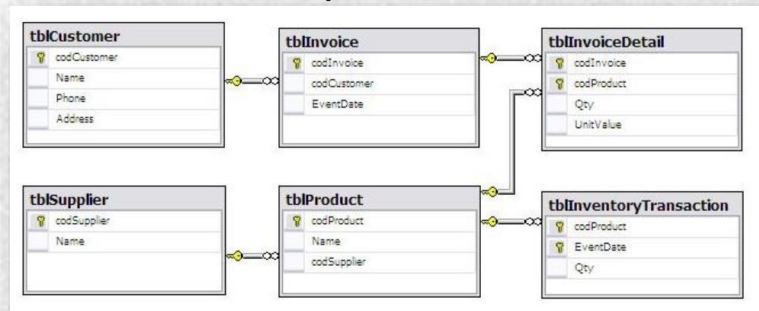 tblCustomer
codCustomer
Name
Phone
Address
tblInvoice
codInvoice
codCustomer
EventDate
tblInvoiceDetail
codInvoice
codProduct
Qty
UnitValue
tblSupplier
codSupplier
Name
tblProduct
codProduct
Name
codSupplier
tblInventoryTransaction
codProduct
EventDate
Qty